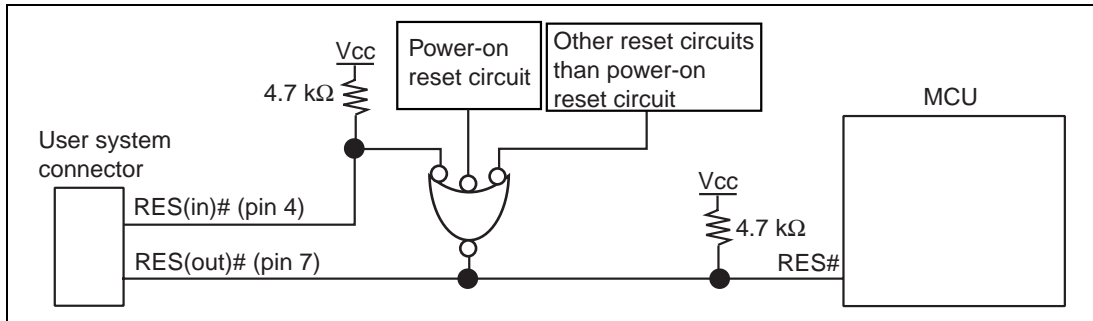 Vcc
4.7 kΩ
Power-on
reset circuit
Other reset circuits
than power-on
reset circuit
MCU
User system
connector
RES(in)# (pin 4)
RES(out)# (pin 7)
Vcc
4.7 kΩ
RES#